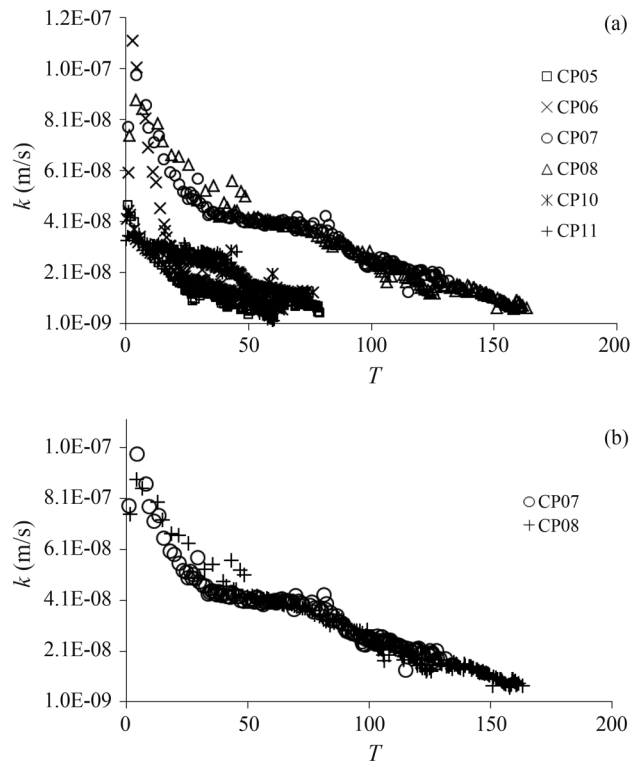 (a)
1.2E-07
1.0E-07
8.1E-08
6.1E-08
4.1E-08
2.1E-08
1.0E-09
k (m/s)
CP05
CP06
CP07
CP08
CP10
CP11
0 50 100 150 200
T
(b)
1.0E-07
8.1E-08
6.1E-08
4.1E-08
2.1E-08
1.0E-09
k (m/s)
CP07
CP08
0 50 100 150 200
T